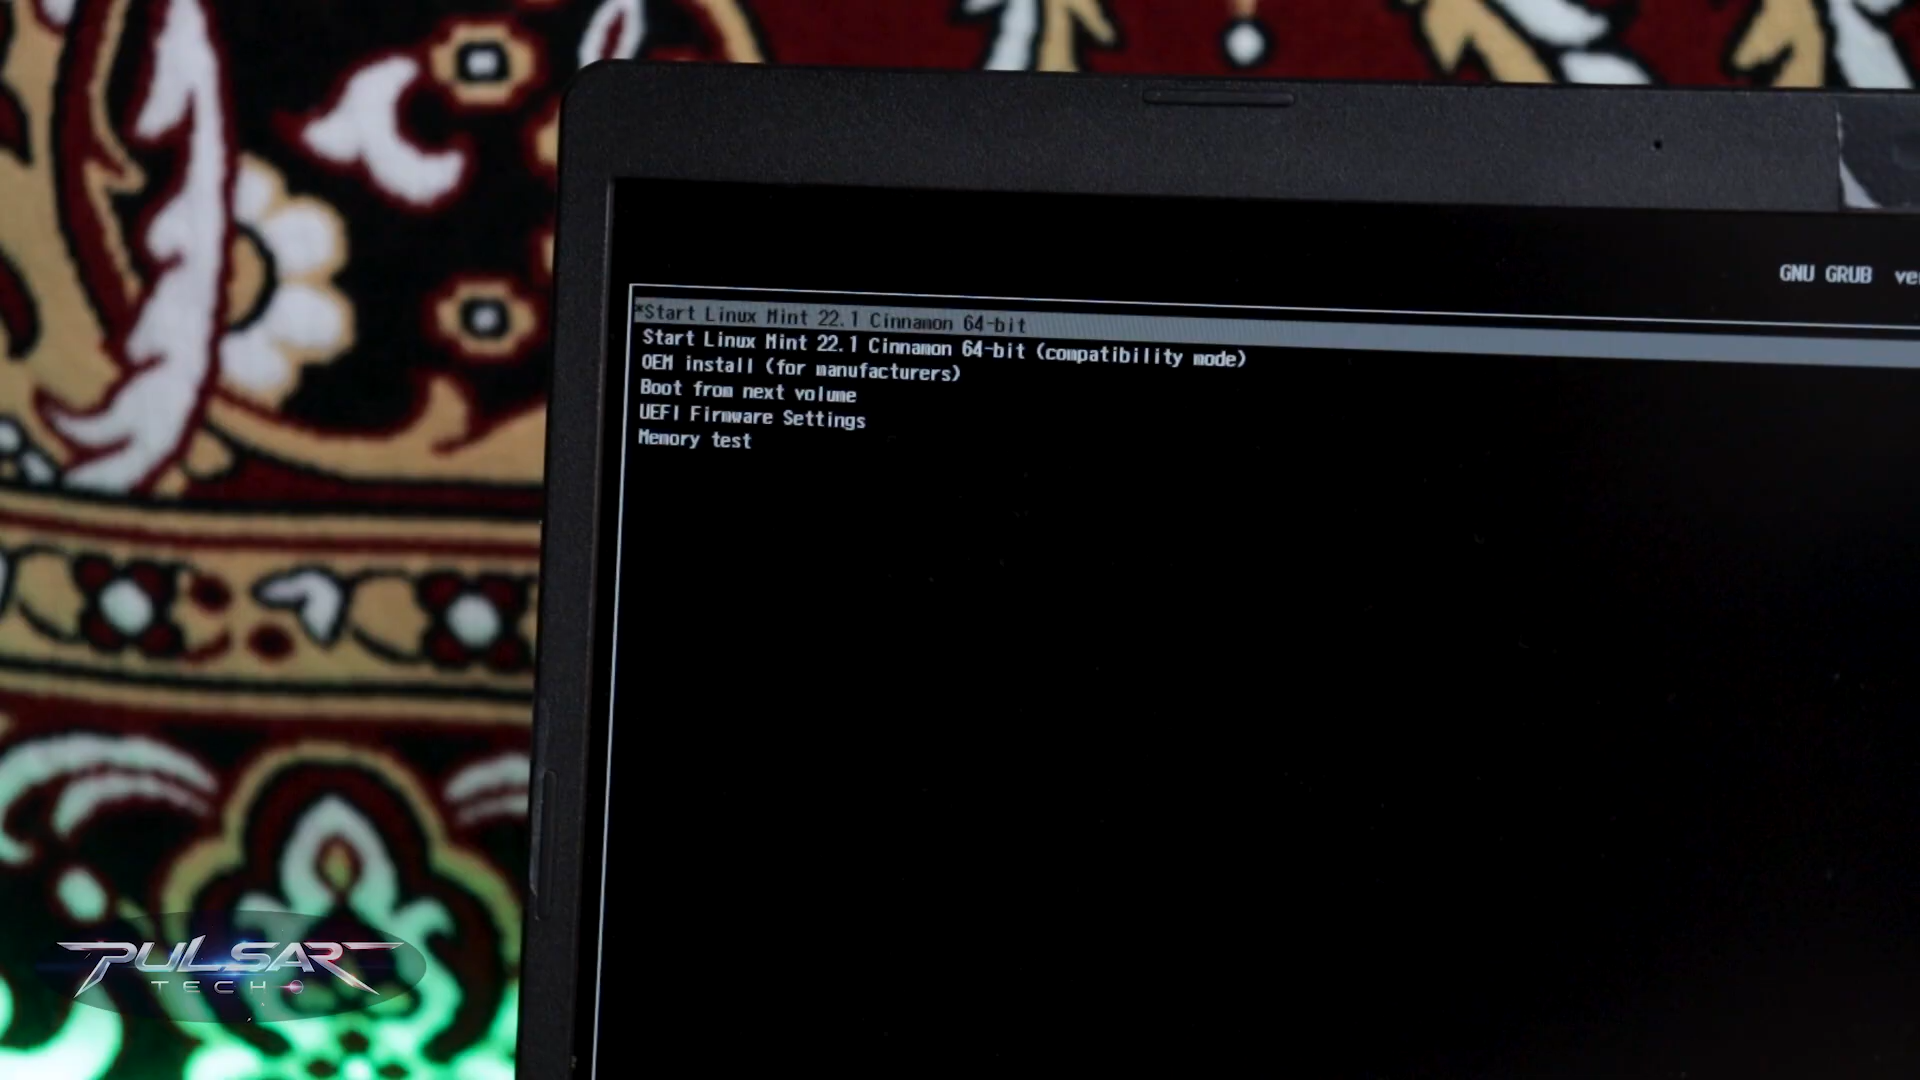 GNU GRUB
*Start Linux Mint 22.1 Cinnamon 64-bit
Start Linux Mint 22.1 Cinnamon 64-bit (compatibility mode)
OEM install (for manufacturers)
Boot from next volume
UEFI Firmware Settings
Memory test
PULSAR
TECH